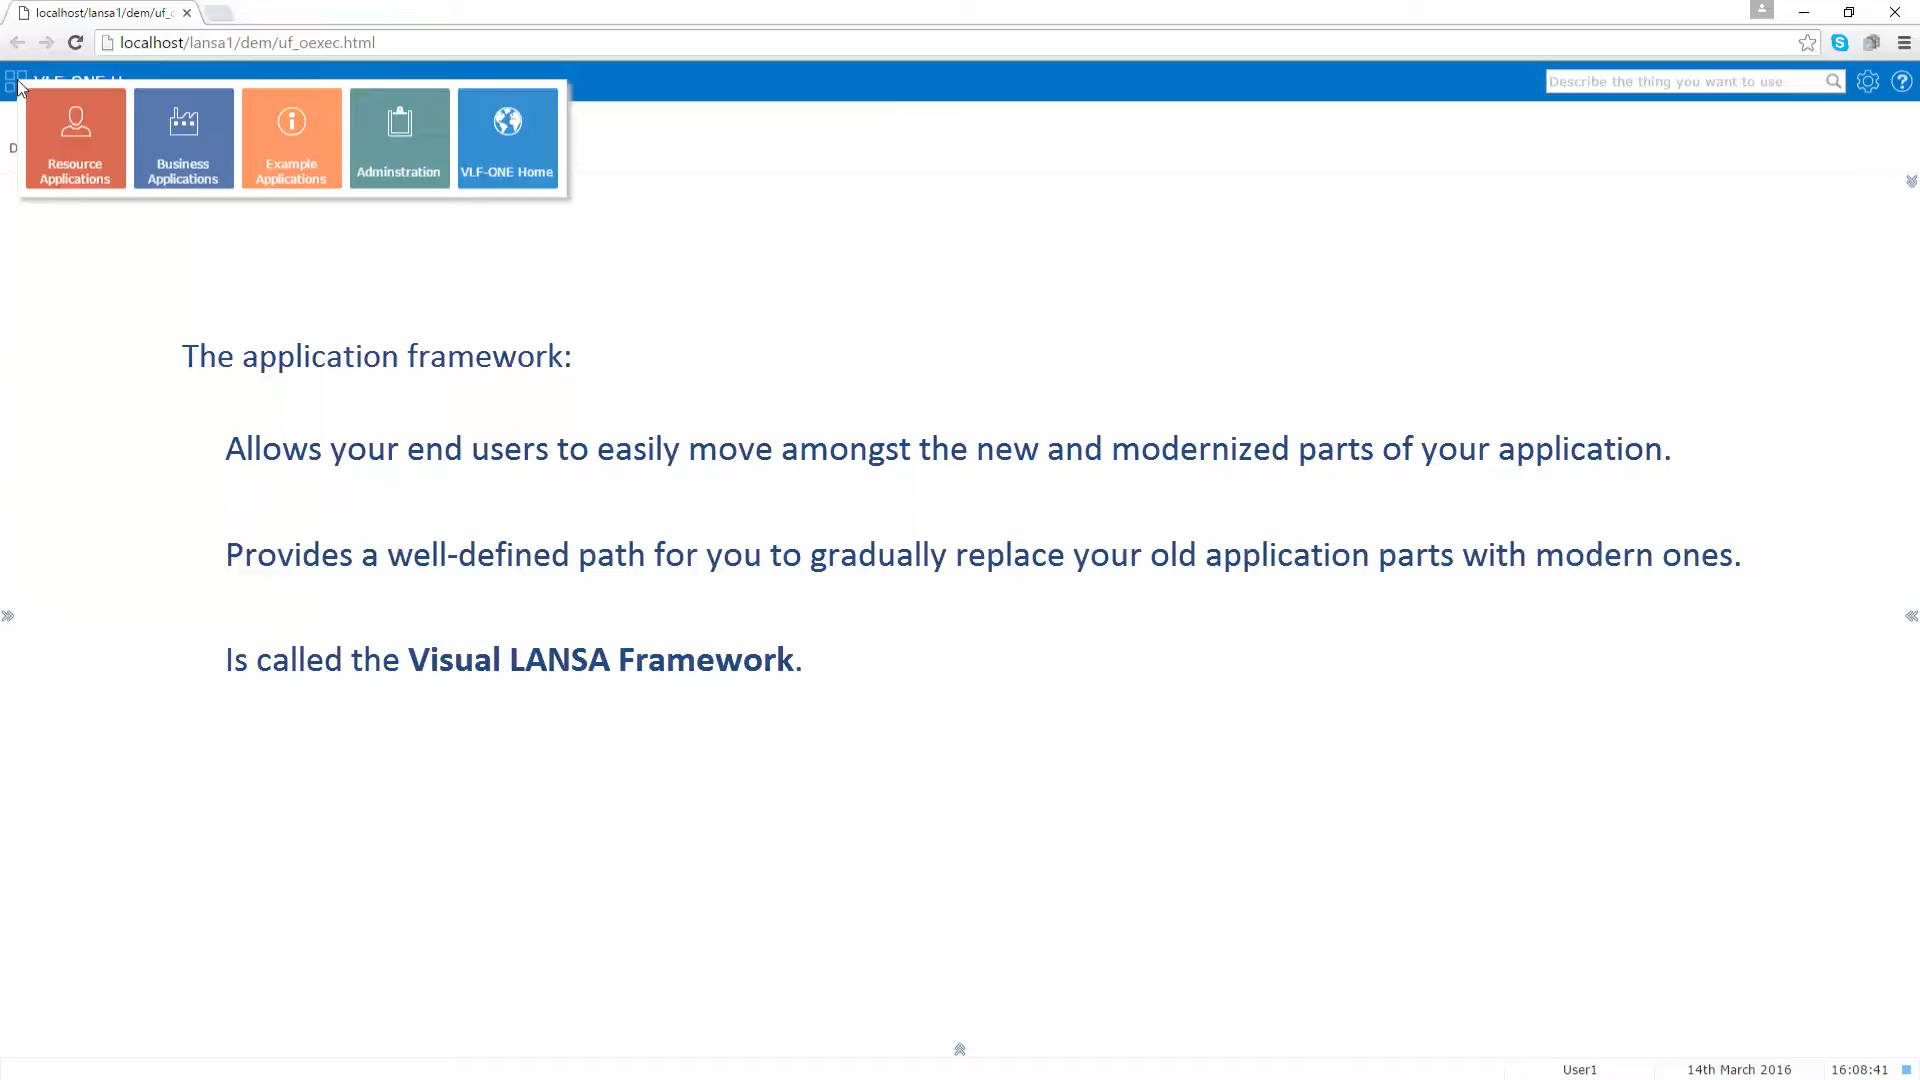 localhost/lansa1/dem/uf_
localhost/lansa1/dem/uf_oexec.html
Describe the thing you want to use
Resource
Applications
Business
Applications
Example
Applications
Adminstration
VLF-ONE Home
D
The application framework:
Allows your end users to easily move amongst the new and modernized parts of your application.
Provides a well-defined path for you to gradually replace your old application parts with modern ones.
Is called the Visual LANSA Framework.
User1
14th March 2016
16:08:41